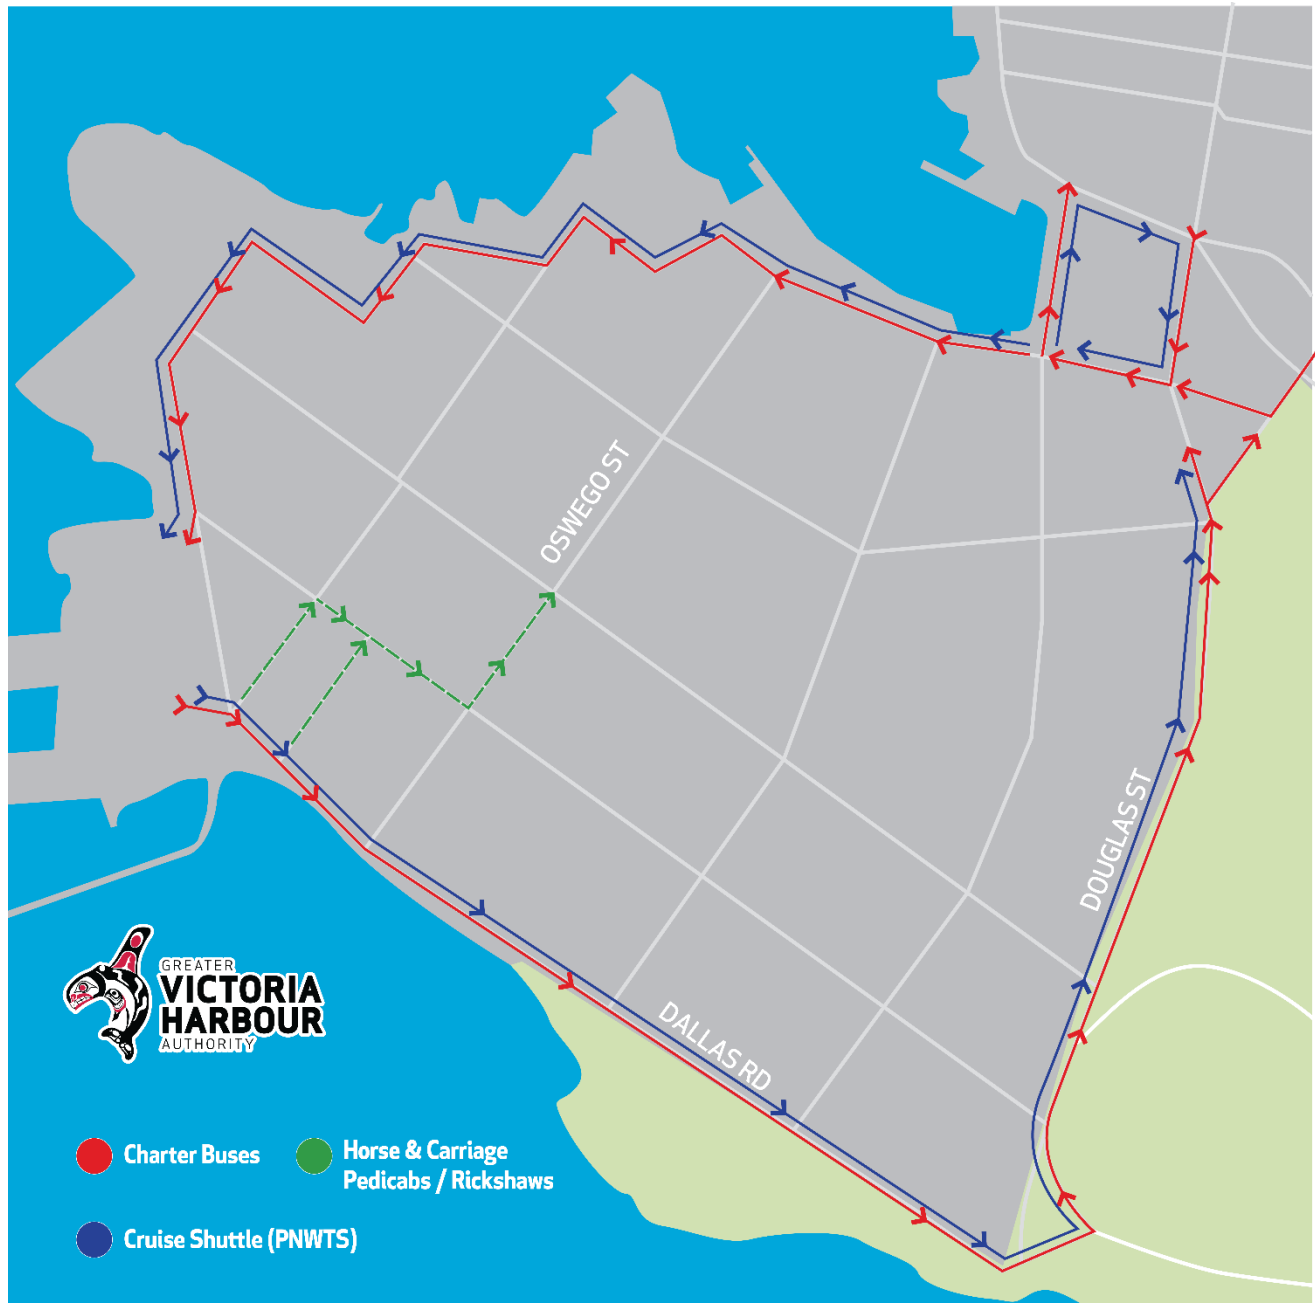 OSWEGO ST
DOUGLAS ST
DALLAS RD
GREATER
VICTORIA
HARBOUR
AUTHORITY
Charter Buses
Horse & Carriage
Pedicabs / Rickshaws
Cruise Shuttle (PNWTS)